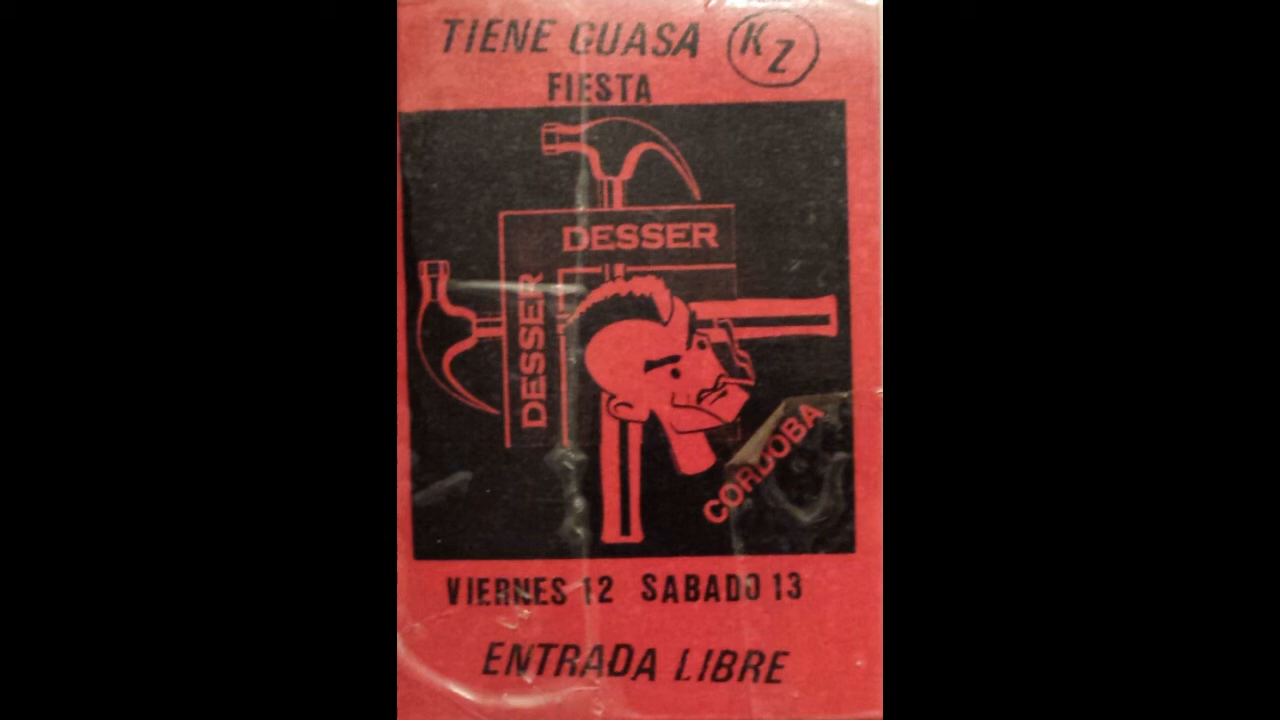 TIENE GUASA
KZ
FIESTA
DESSER
DESSER
CORDOBA
VIERNES 12 SABADO 13
ENTRADA LIBRE